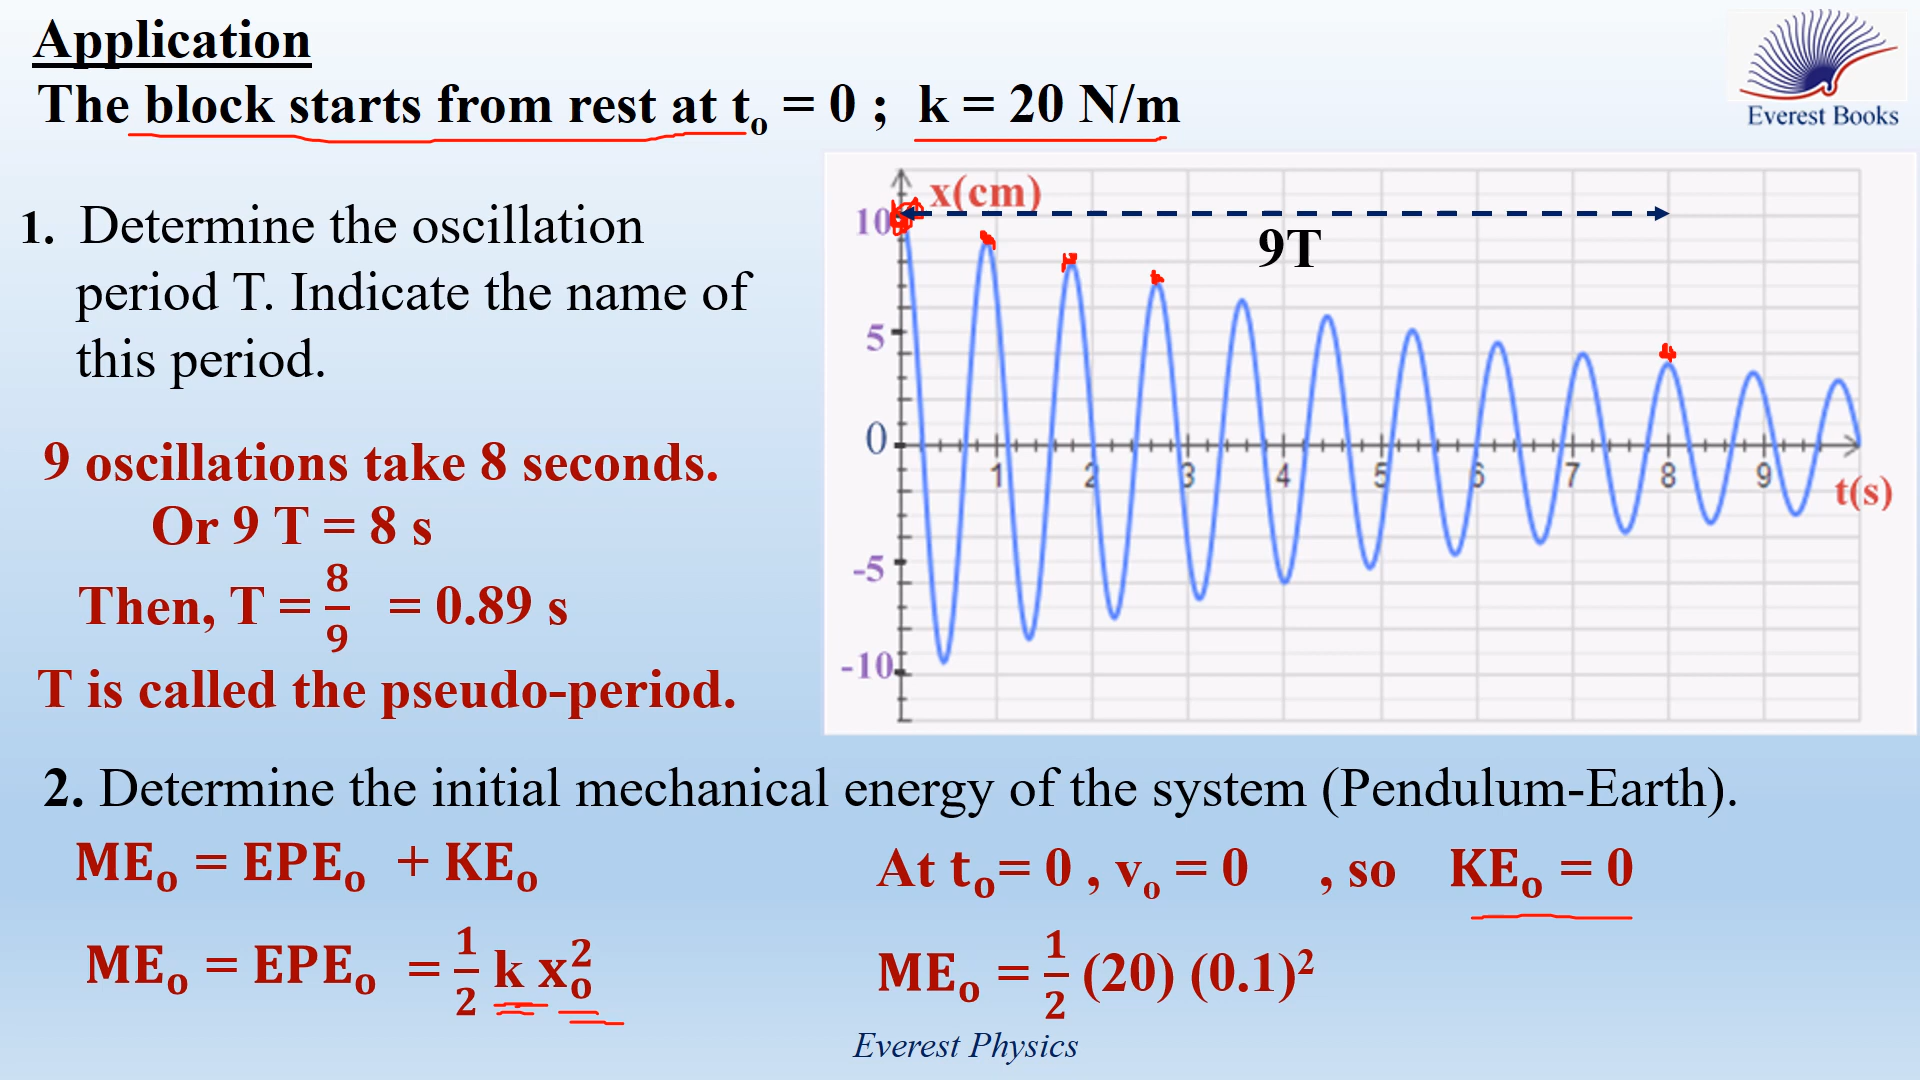 Application
The block starts from rest at tₒ = 0 ; k = 20 N/m
Everest Books
1. Determine the oscillation
period T. Indicate the name of
this period.
9 oscillations take 8 seconds.
Or 9 T = 8 s
Then, T = 8/9 = 0.89 s
T is called the pseudo-period.
x(cm)
10
9T
5
0
1 2 3 4 5 6 7 8 9
t(s)
-5
-10
2. Determine the initial mechanical energy of the system (Pendulum-Earth).
MEₒ = EPEₒ + KEₒ
At tₒ= 0 , vₒ = 0 , so KEₒ = 0
MEₒ = EPEₒ = 1/2 k xₒ²
MEₒ = 1/2 (20) (0.1)²
Everest Physics